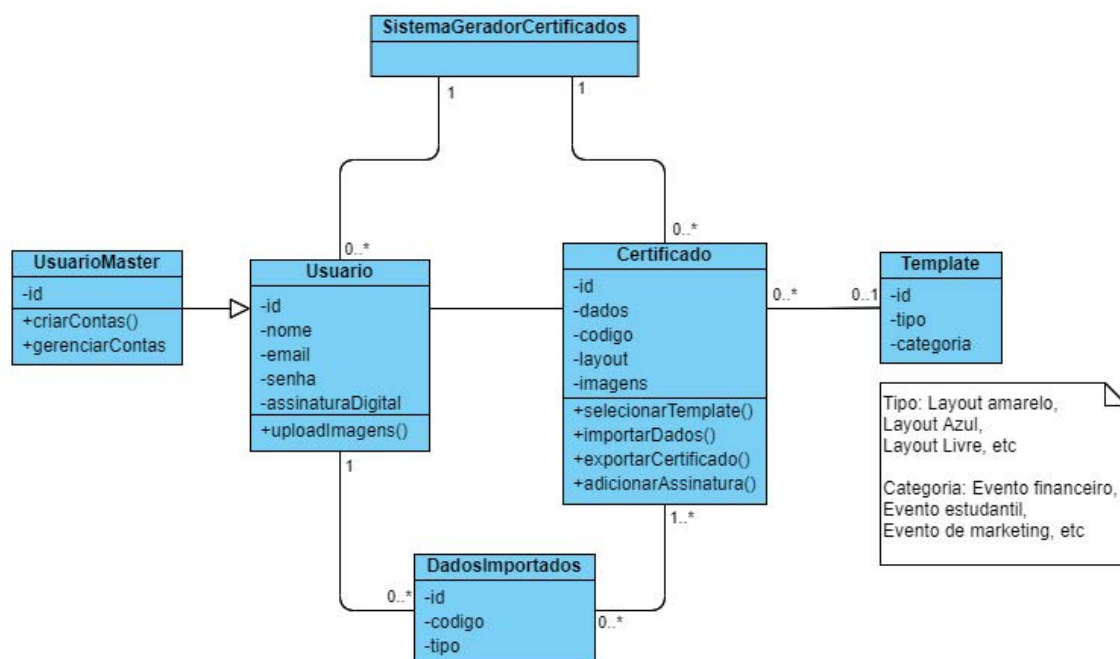 SistemaGeradorCertificados
1
1
0..*
0..*
UsuarioMaster
-id
+criarContas()
+gerenciarContas
Usuario
-id
-nome
-email
-senha
-assinaturaDigital
+uploadImagens()
1
Certificado
-id
-dados
-codigo
-layout
-imagens
+selecionarTemplate()
+importarDados()
+exportarCertificado()
+adicionarAssinatura()
1..*
0..*
0..1
Template
-id
-tipo
-categoria
Tipo: Layout amarelo,
Layout Azul,
Layout Livre, etc
Categoria: Evento financeiro,
Evento estudantil,
Evento de marketing, etc
DadosImportados
-id
-codigo
-tipo
0..*
0..*